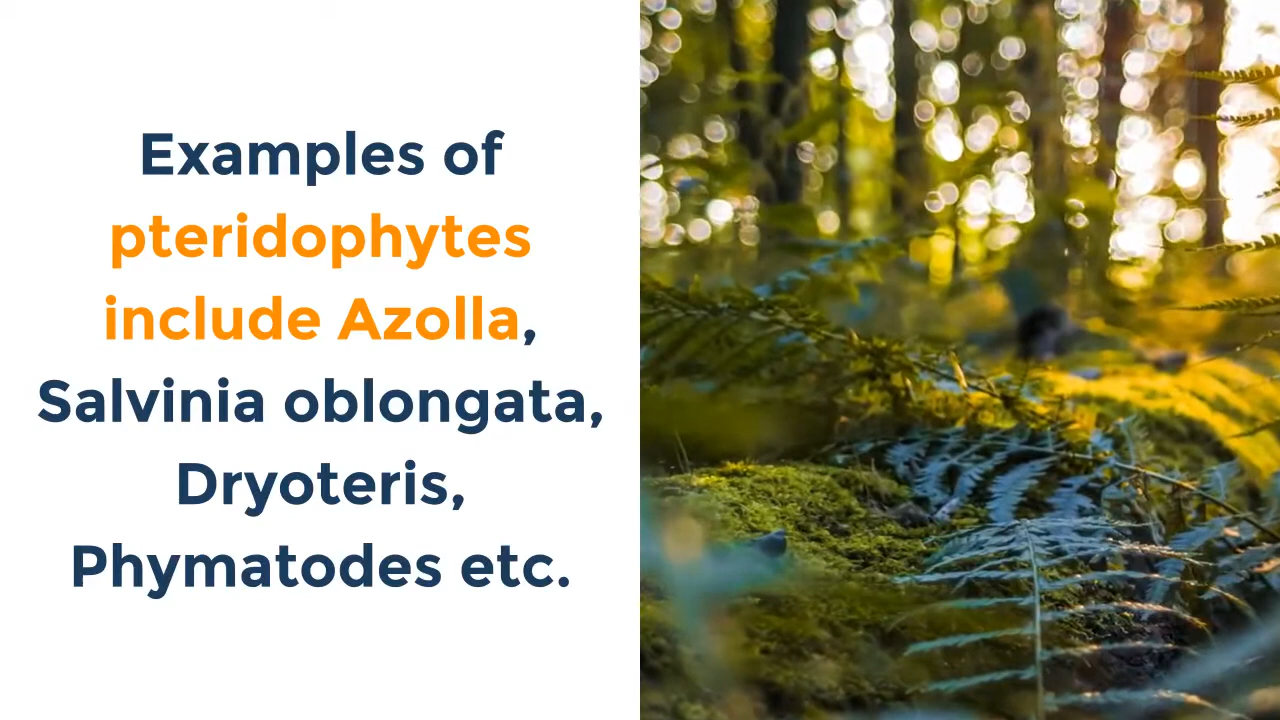 Examples of
pteridophytes
include Azolla,
Salvinia oblongata,
Dryoteris,
Phymatodes etc.